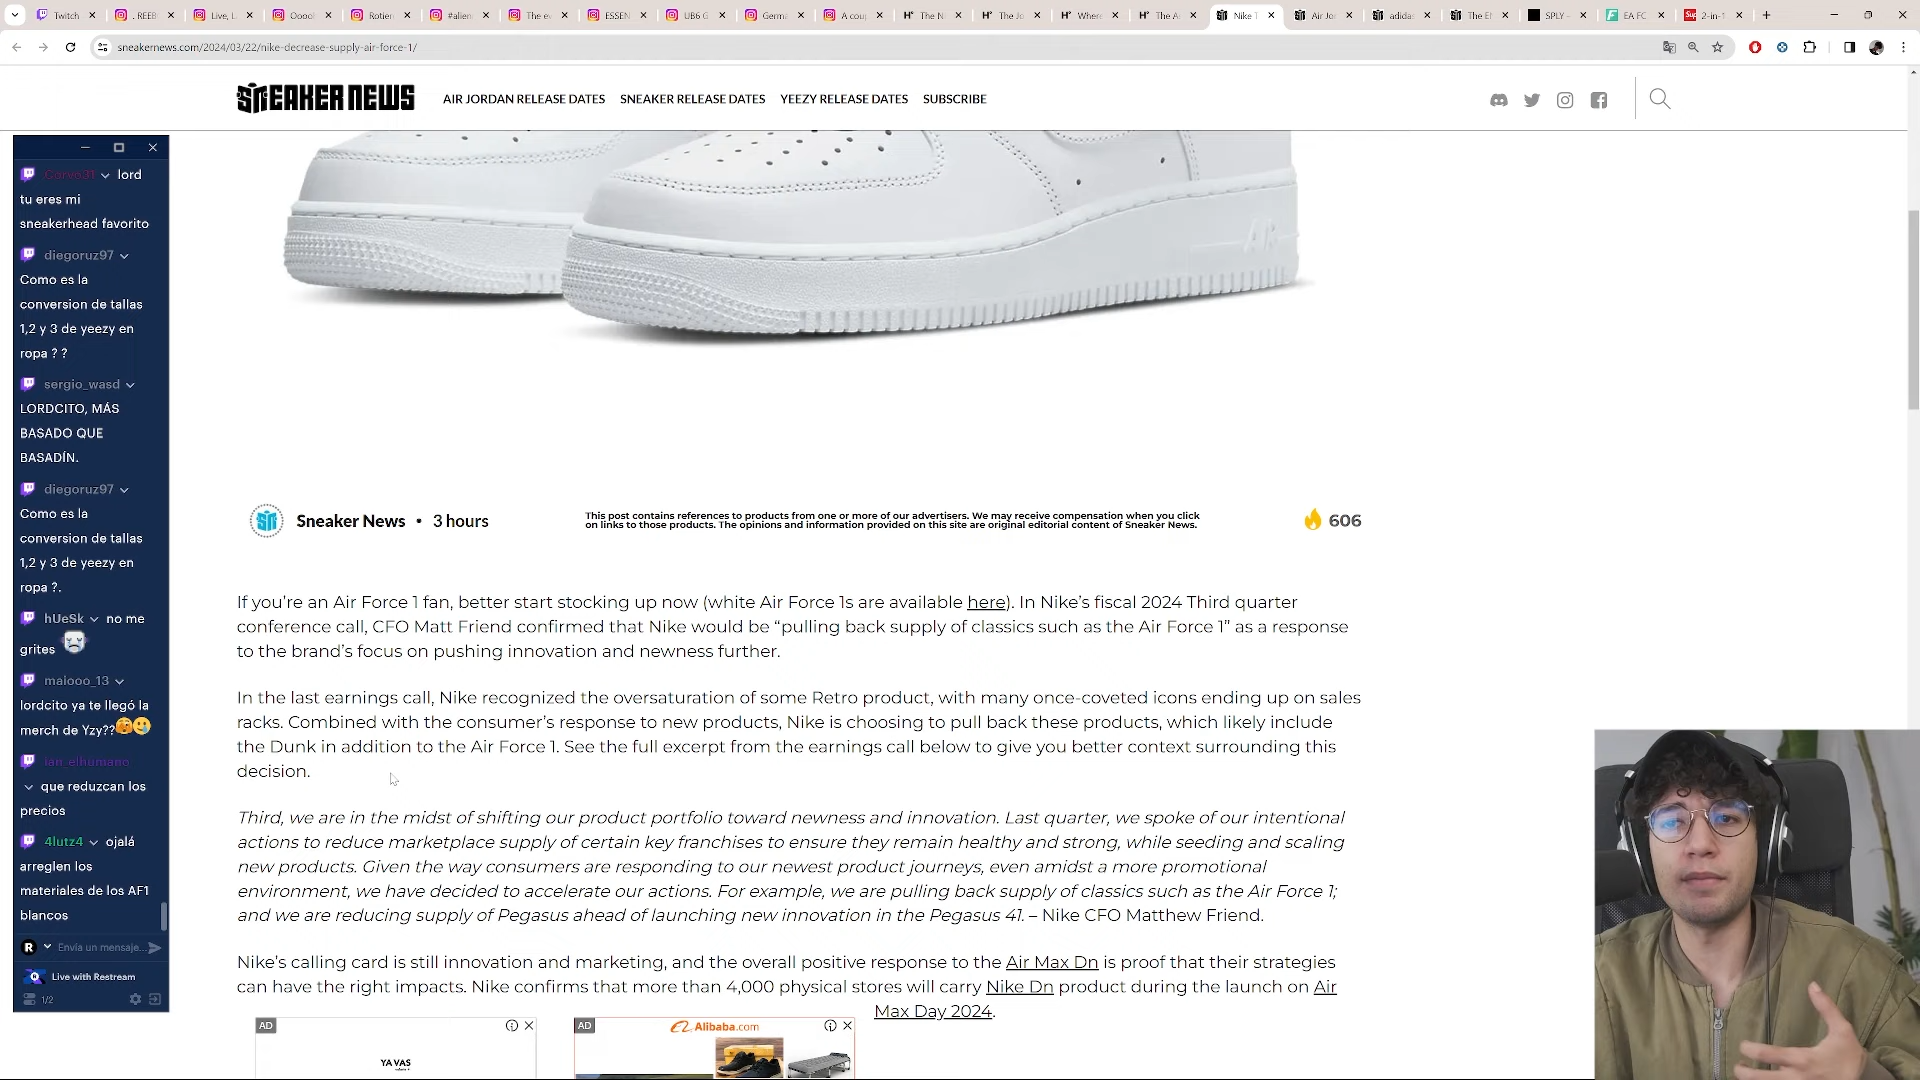 Twitch
. REEB
Live, L
Oooo
Rotier
#alien
The ev
ESSEN
UB6 G
Germa
A coup
The N
The Jo
Where
The A
Nike
Air Jo
adidas
The Et
SPLY -
EA FC
2-in-1
sneakernews.com/2024/03/22/nike-decrease-supply-air-force-1/
SNEAKER NEWS
AIR JORDAN RELEASE DATES SNEAKER RELEASE DATES YEEZY RELEASE DATES SUBSCRIBE
Corvo31 lord
tu eres mi
sneakerhead favorito
diegoruz97
Como es la
conversion de tallas
1,2 y 3 de yeezy en
ropa ? ?
sergio_wasd
LORDCITO, MÁS
BASADO QUE
BASADÍN.
diegoruz97
Como es la
conversion de tallas
1,2 y 3 de yeezy en
ropa ?.
hUeSk no me
grites
maiooo_13
lordcito ya te llegó la
merch de Yzy??
Ian_elhumano
que reduzcan los
precios
4lutz4 ojalá
arreglen los
materiales de los AF1
blancos
R Envía un mensaje...
Live with Restream
1/2
AIR
Sneaker News • 3 hours
This post contains references to products from one or more of our advertisers. We may receive compensation when you click
on links to those products. The opinions and information provided on this site are original editorial content of Sneaker News.
606
If you're an Air Force 1 fan, better start stocking up now (white Air Force 1s are available here). In Nike's fiscal 2024 Third quarter
conference call, CFO Matt Friend confirmed that Nike would be “pulling back supply of classics such as the Air Force 1” as a response
to the brand's focus on pushing innovation and newness further.
In the last earnings call, Nike recognized the oversaturation of some Retro product, with many once-coveted icons ending up on sales
racks. Combined with the consumer's response to new products, Nike is choosing to pull back these products, which likely include
the Dunk in addition to the Air Force 1. See the full excerpt from the earnings call below to give you better context surrounding this
decision.
Third, we are in the midst of shifting our product portfolio toward newness and innovation. Last quarter, we spoke of our intentional
actions to reduce marketplace supply of certain key franchises to ensure they remain healthy and strong, while seeding and scaling
new products. Given the way consumers are responding to our newest product journeys, even amidst a more promotional
environment, we have decided to accelerate our actions. For example, we are pulling back supply of classics such as the Air Force 1;
and we are reducing supply of Pegasus ahead of launching new innovation in the Pegasus 41. – Nike CFO Matthew Friend.
Nike's calling card is still innovation and marketing, and the overall positive response to the Air Max Dn is proof that their strategies
can have the right impacts. Nike confirms that more than 4,000 physical stores will carry Nike Dn product during the launch on Air
Max Day 2024.
AD
YA VAS
AD
Alibaba.com